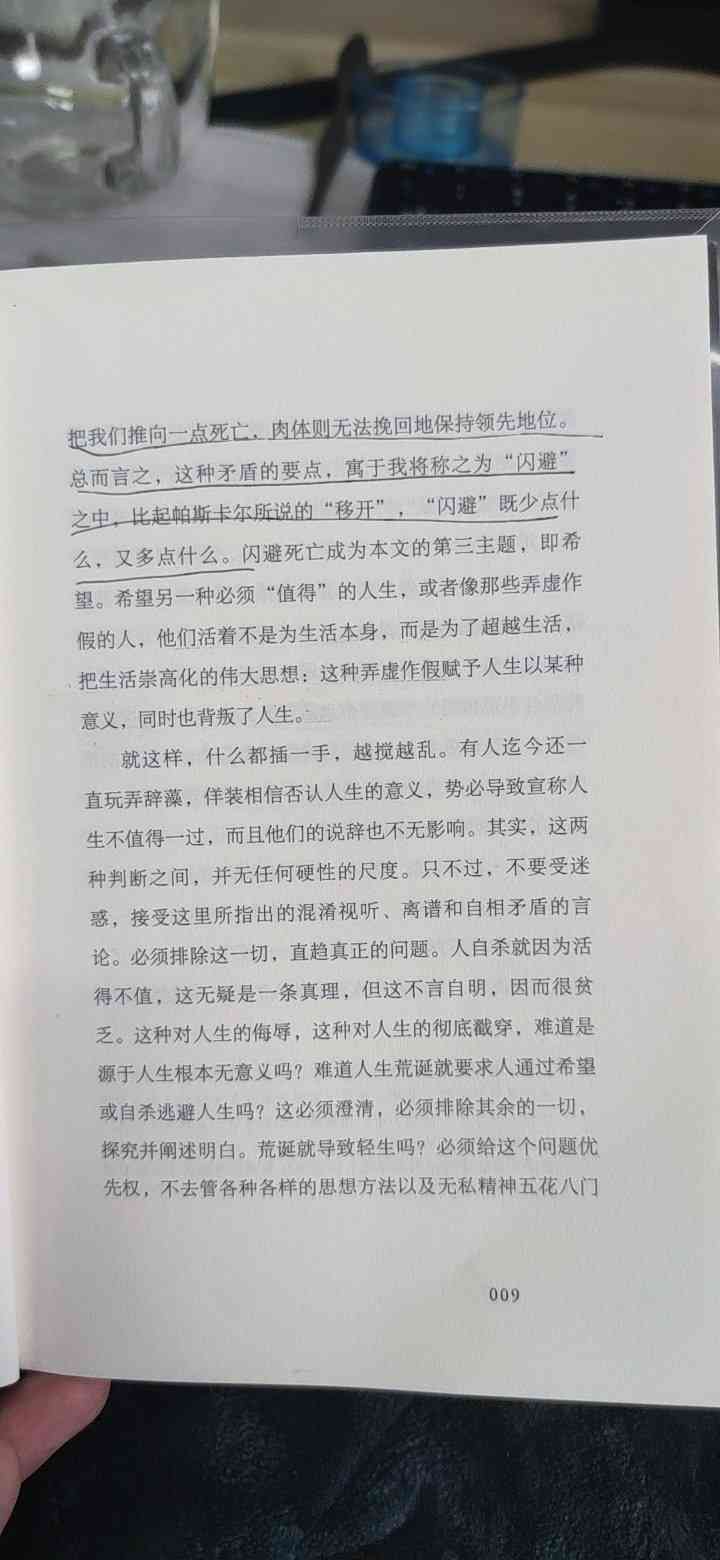 把我们推向一点死亡，肉体则无法挽回地保持领先地位。
总而言之，这种矛盾的要点，寓于我将称之为“闪避”
之中，比起帕斯卡尔所说的“移开”，“闪避”既少点什
么，又多点什么。闪避死亡成为本文的第三主题，即希
望。希望另一种必须“值得”的人生，或者像那些弄虚作
假的人，他们活着不是为生活本身，而是为了超越生活，
把生活崇高化的伟大思想：这种弄虚作假赋予人生以某种
意义，同时也背叛了人生。
就这样，什么都插一手，越搅越乱。有人迄今还一
直玩弄辞藻，佯装相信否认人生的意义，势必导致宣称人
生不值得一过，而且他们的说辞也不无影响。其实，这两
种判断之间，并无任何硬性的尺度。只不过，不要受迷
惑，接受这里所指出的混淆视听、离谱和自相矛盾的言
论。必须排除这一切，直趋真正的问题。人自杀就因为活
得不值，这无疑是一条真理，但这不言自明，因而很贫
乏。这种对人生的侮辱，这种对人生的彻底戳穿，难道是
源于人生根本无意义吗？难道人生荒诞就要求人通过希望
或自杀逃避人生吗？这必须澄清，必须排除其余的一切，
探究并阐述明白。荒诞就导致轻生吗？必须给这个问题优
先权，不去管各种各样的思想方法以及无私精神五花八门
009